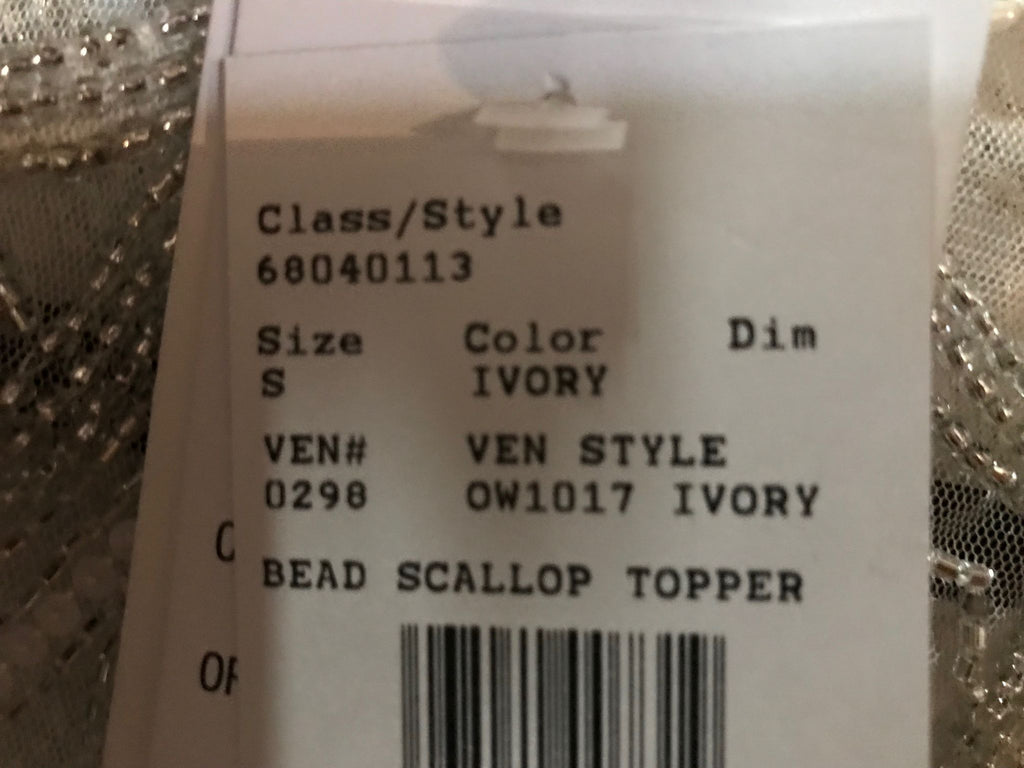 Class/Style
68040113
Size Color Dim
S IVORY
VEN# VEN STYLE
0298 OW1017 IVORY
BEAD SCALLOP TOPPER